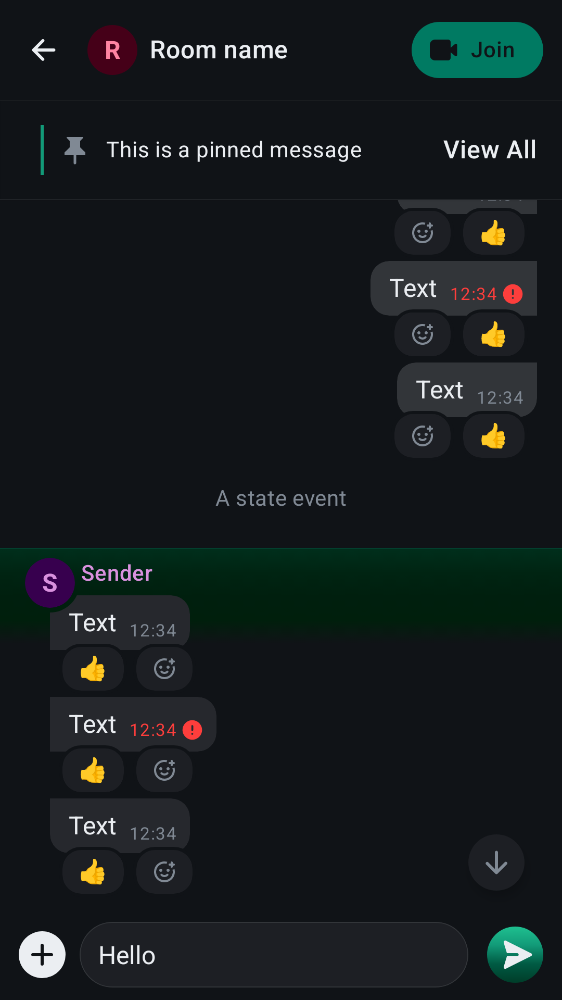 R Room name Join
This is a pinned message View All
Text 12:34
Text 12:34
A state event
S Sender
Text 12:34
Text 12:34
Text 12:34
Hello